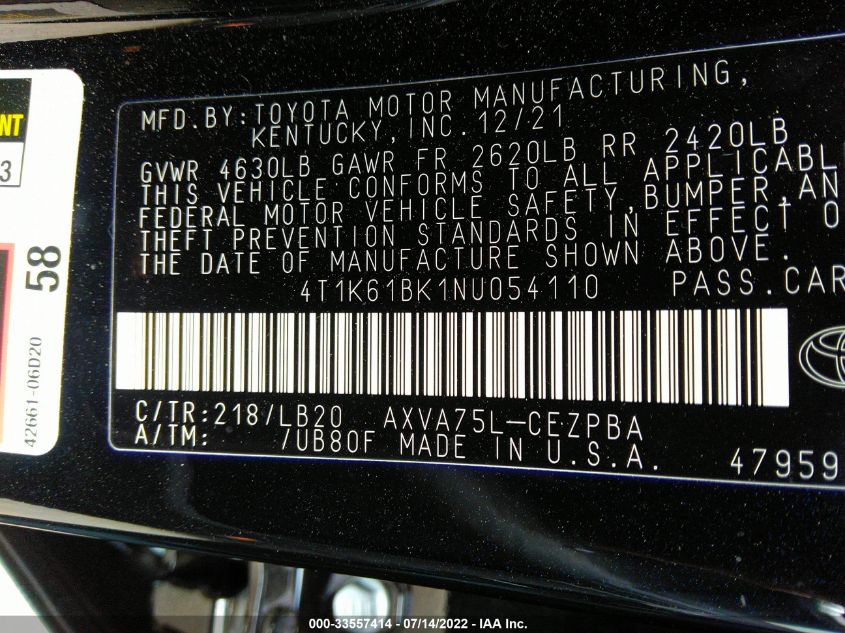 NT
3
58
42661-06D20
MFD.BY:TOYOTA MOTOR MANUFACTURING,
KENTUCKY,INC.12/21
GVWR 4630LB GAWR FR 2620LB RR 2420LB
THIS VEHICLE CONFORMS TO ALL APPLICABL
FEDERAL MOTOR VEHICLE SAFETY,BUMPER,AN
THEFT PREVENTION STANDARDS IN EFFECT O
THE DATE OF MANUFACTURE SHOWN ABOVE.
4T1K61BK1NU054110 PASS.CAR
C/TR:218/LB20 AXVA75L-CEZPBA
A/TM: /UB80F MADE IN U.S.A.
47959
000-33557414 - 07/14/2022 - IAA Inc.